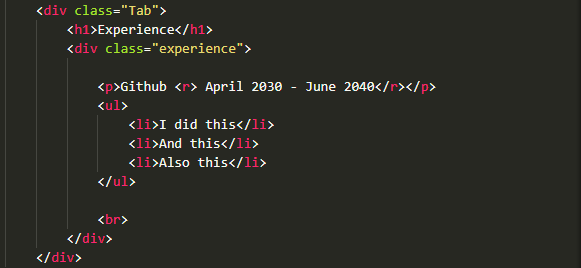 <div class="Tab">
<h1>Experience</h1>
<div class="experience">
<p>Github <r> April 2030 - June 2040</r></p>
<ul>
<li>I did this</li>
<li>And this</li>
<li>Also this</li>
</ul>
<br>
</div>
</div>